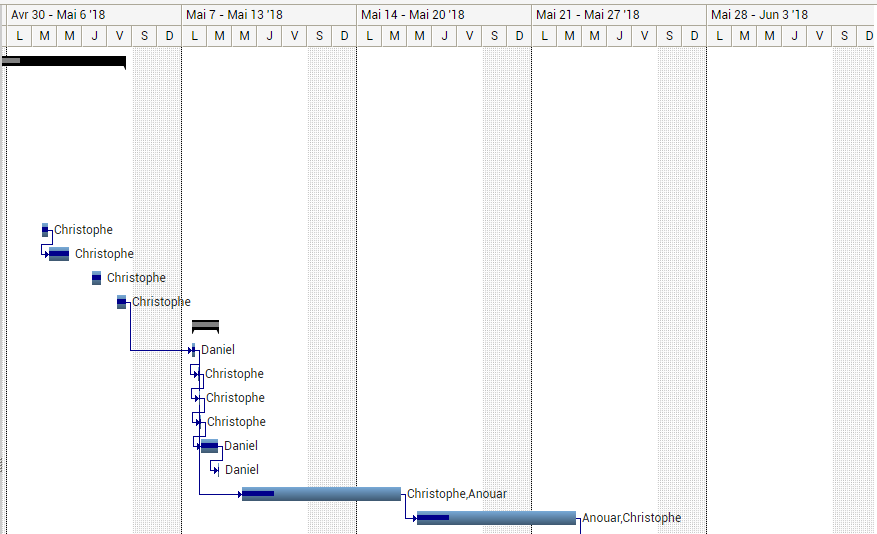 Avr 30 - Mai 6 '18 Mai 7 - Mai 13 '18 Mai 14 - Mai 20 '18 Mai 21 - Mai 27 '18 Mai 28 - Jun 3 '18
L M M J V S D L M M J V S D L M M J V S D L M M J V S D L M M J V S D
Christophe
Christophe
Christophe
Christophe
Daniel
Christophe
Christophe
Christophe
Daniel
Daniel
Christophe,Anouar
Anouar,Christophe